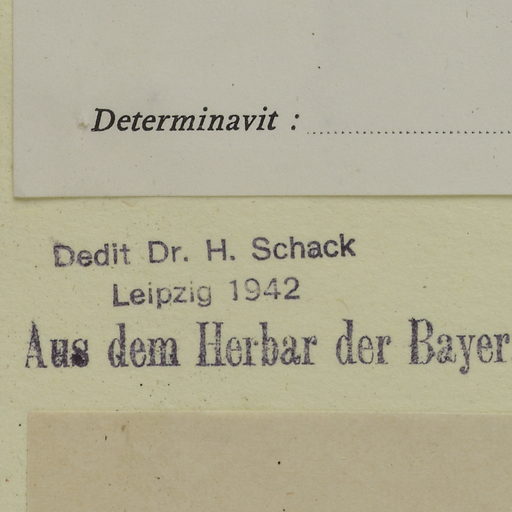 Determinavit :
Dedit Dr. H. Schack
Leipzig 1942
Aus dem Herbar der Bayer